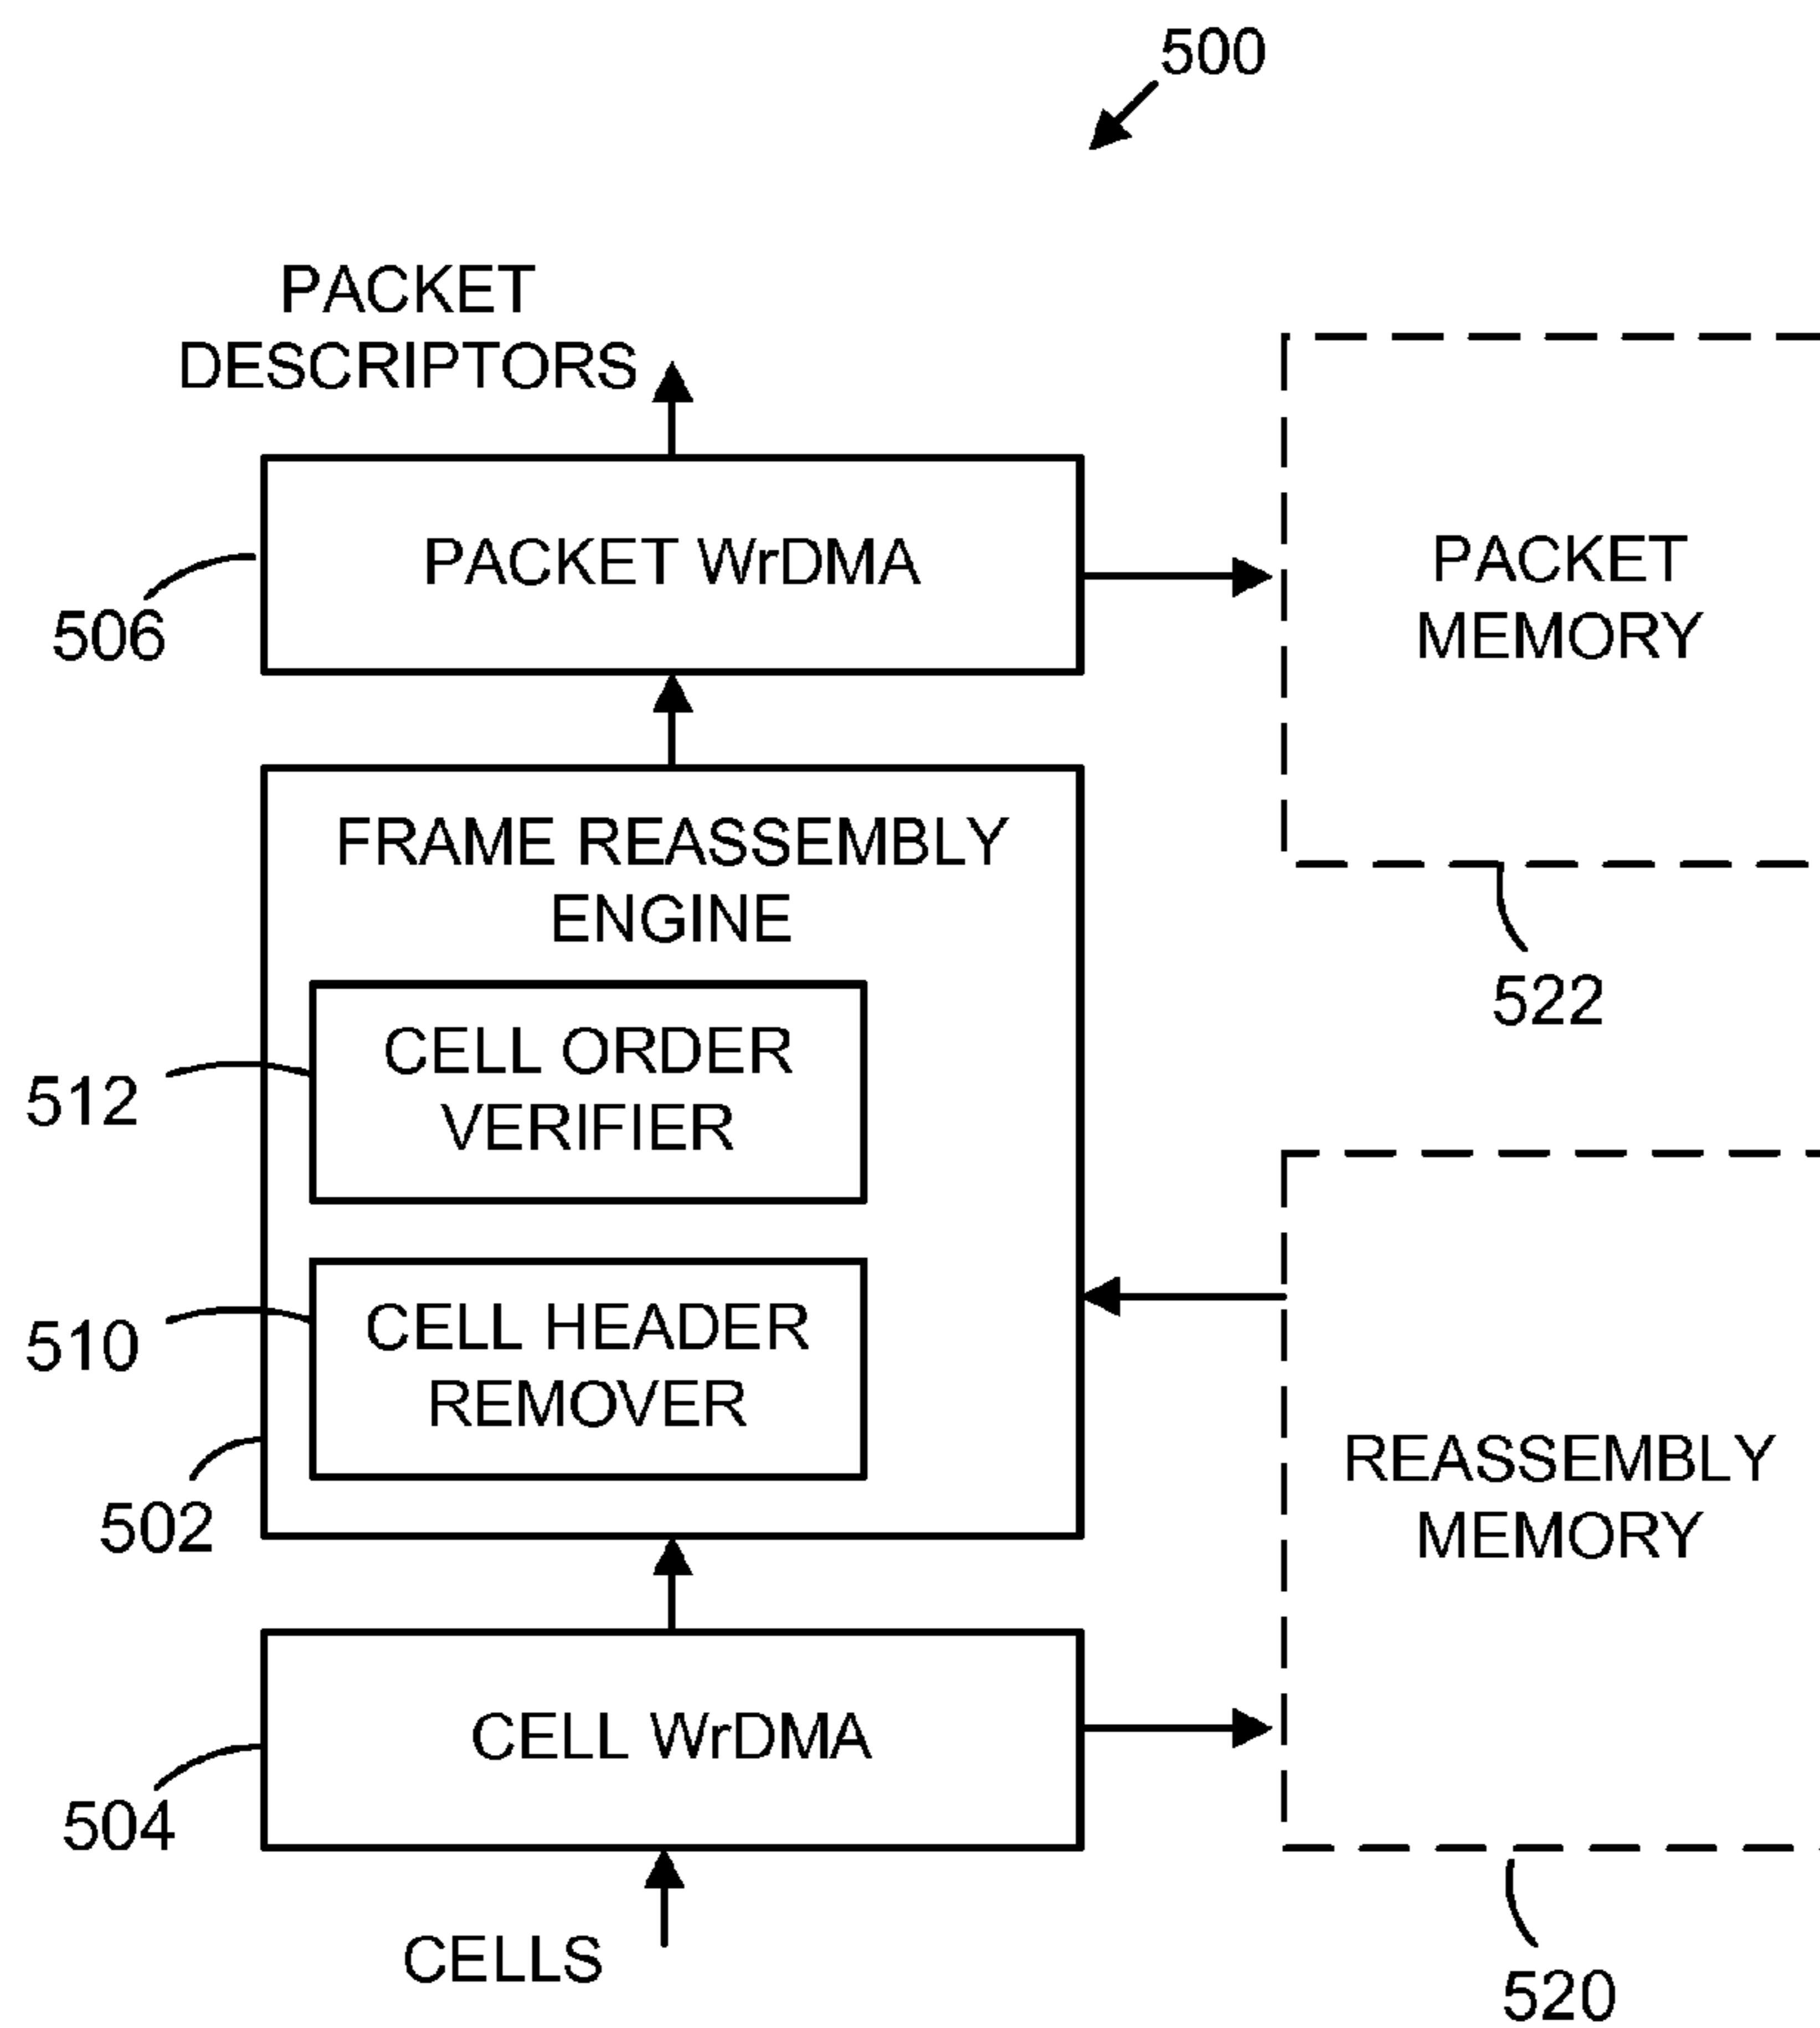 500
PACKET
DESCRIPTORS
PACKET WrDMA
506
PACKET
MEMORY
522
FRAME REASSEMBLY
ENGINE
CELL ORDER
VERIFIER
512
CELL HEADER
REMOVER
510
502
REASSEMBLY
MEMORY
CELL WrDMA
504
CELLS
520